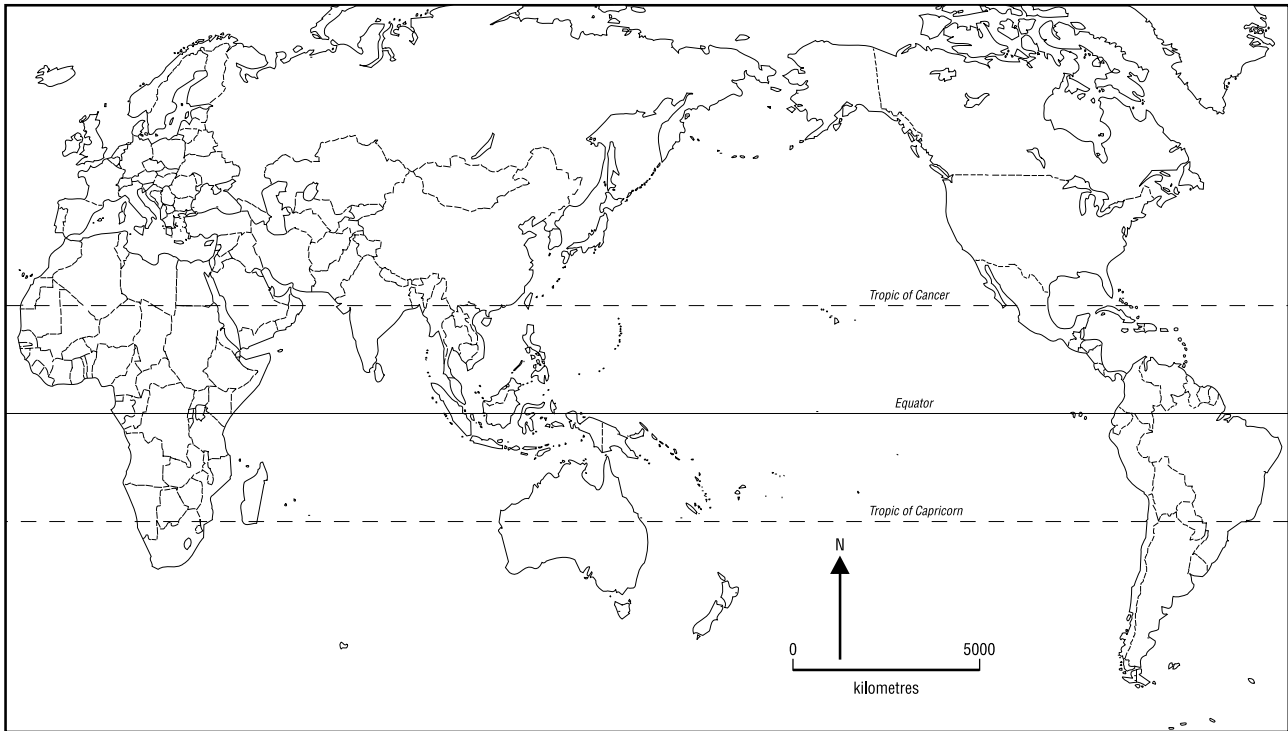 Tropic of Cancer
Equator
Tropic of Capricorn
N
0 5000
kilometres